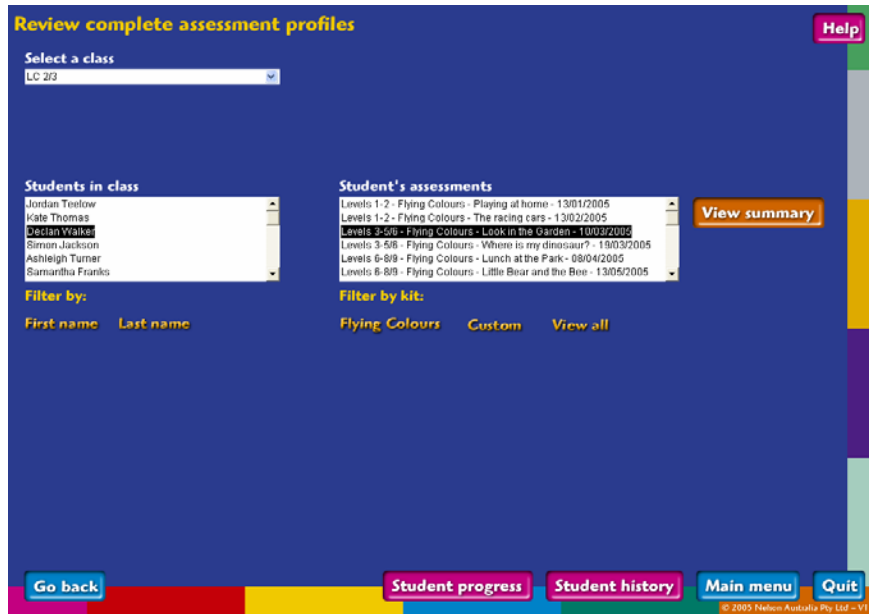 Review complete assessment profiles
Help
Select a class
LC 2/3
Students in class
Jordan Teelow
Kate Thomas
Declan Walker
Simon Jackson
Ashleigh Turner
Samantha Franks
Student's assessments
Levels 1-2 - Flying Colours - Playing at home - 13/01/2005
Levels 1-2 - Flying Colours - The racing cars - 13/02/2005
Levels 3-5/6 - Flying Colours - Look in the Garden - 10/03/2005
Levels 3-5/6 - Flying Colours - Where is my dinosaur? - 19/03/2005
Levels 6-8/9 - Flying Colours - Lunch at the Park - 08/04/2005
Levels 6-8/9 - Flying Colours - Little Bear and the Bee - 13/05/2005
View summary
Filter by:
First name Last name
Filter by kit:
Flying Colours Custom View all
Go back Student progress Student history Main menu Quit
© 2005 Nelson Australia Pty Ltd – V1